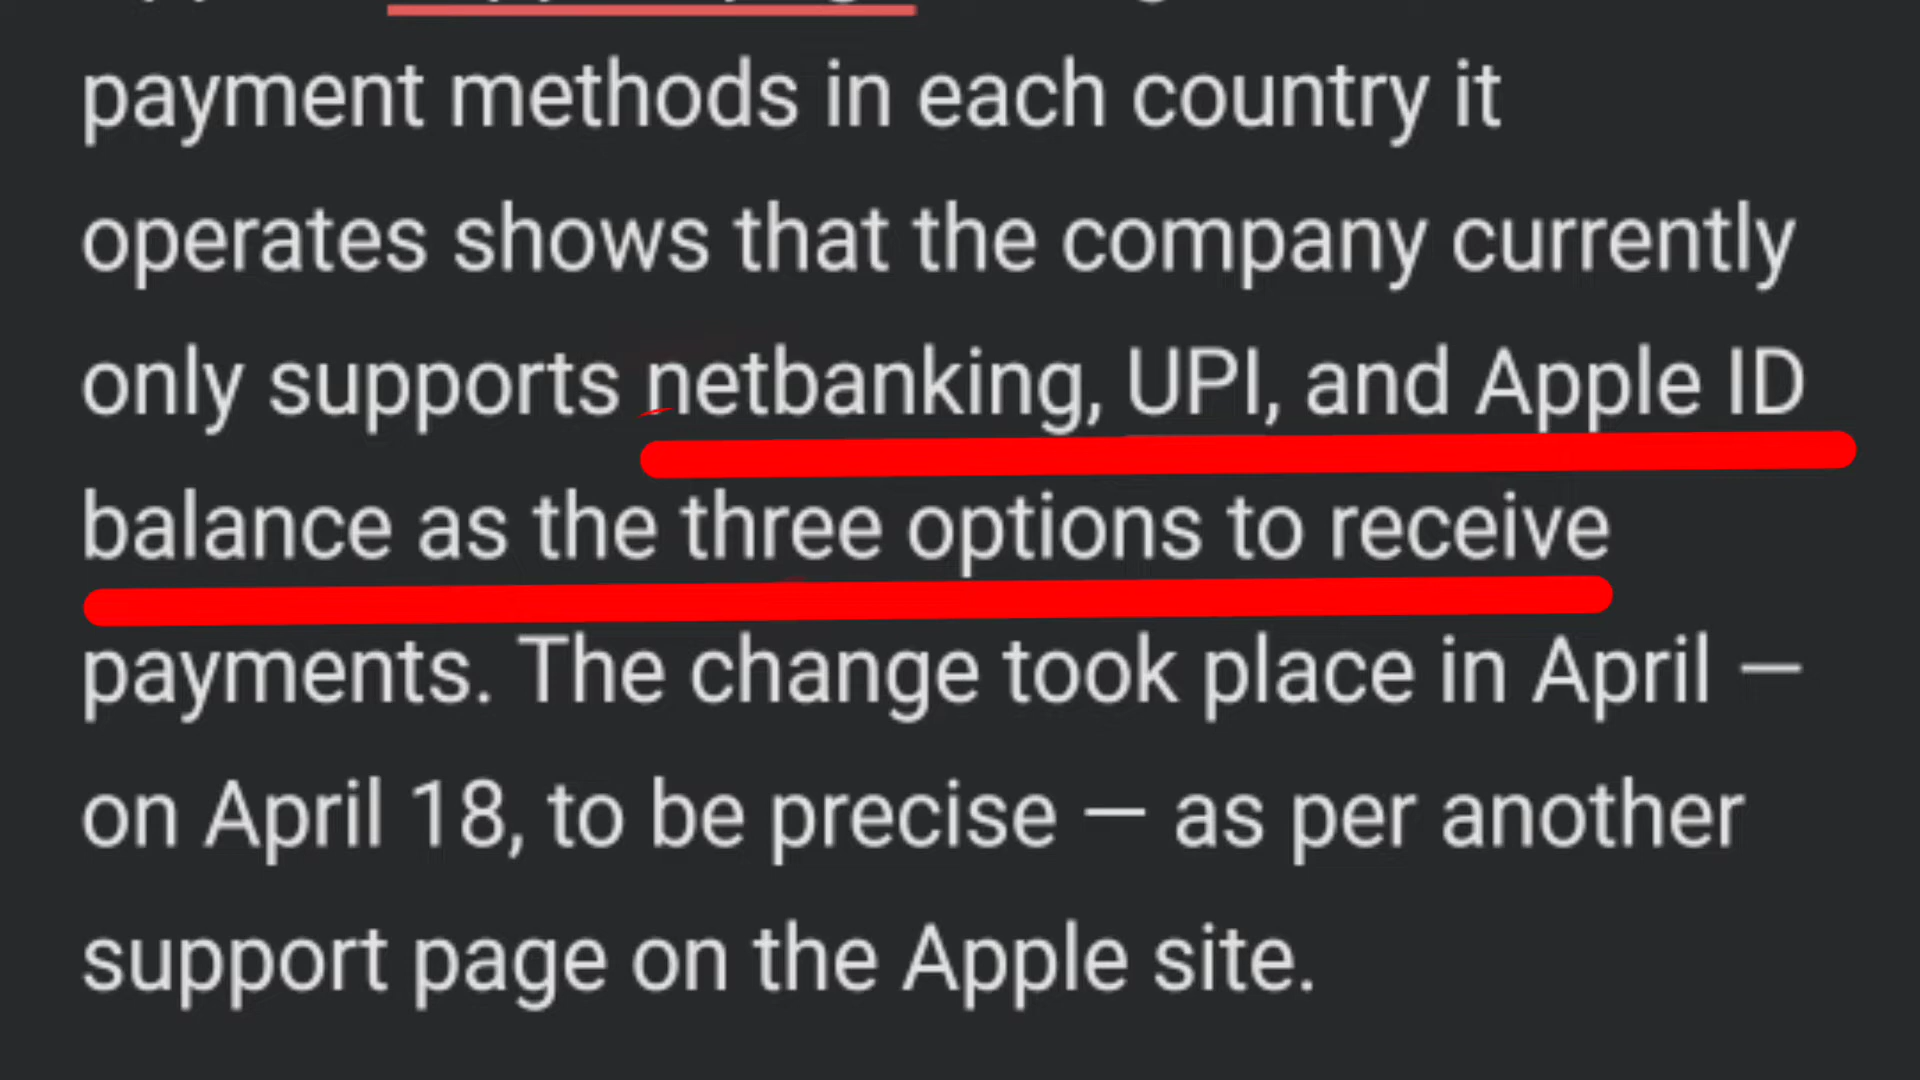 payment methods in each country it
operates shows that the company currently
only supports netbanking, UPI, and Apple ID
balance as the three options to receive
payments. The change took place in April —
on April 18, to be precise — as per another
support page on the Apple site.